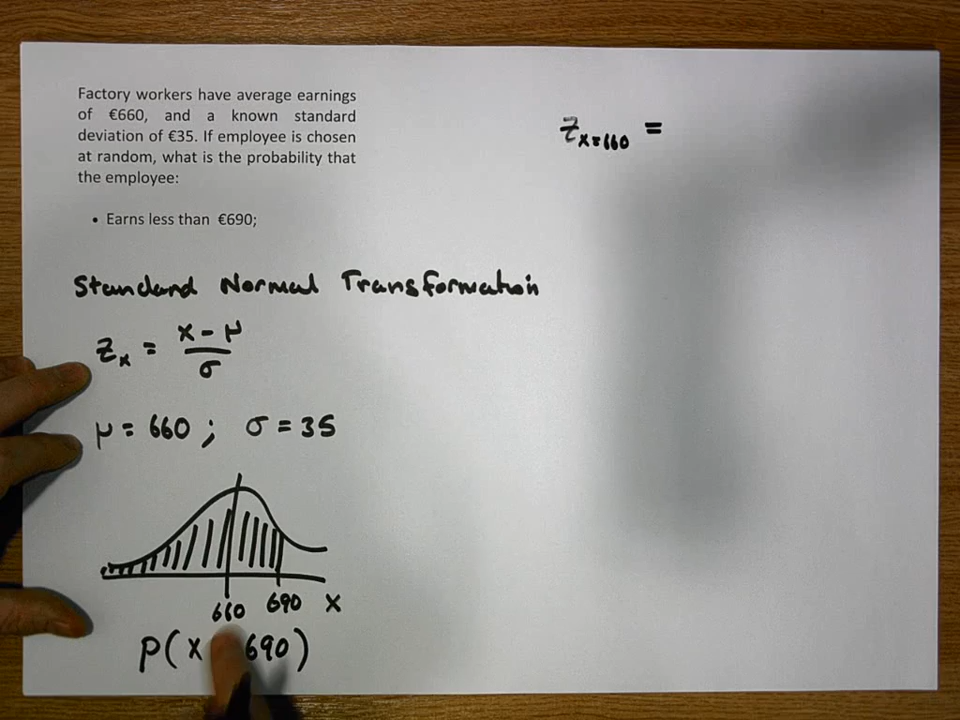 Factory workers have average earnings
of €660, and a known standard
deviation of €35. If employee is chosen
at random, what is the probability that
the employee:
• Earns less than €690;
Z x=660 =
Standard Normal Transformation
Z x = x - μ
σ
μ = 660 ; σ = 35
660 690 x
P( x 690 )